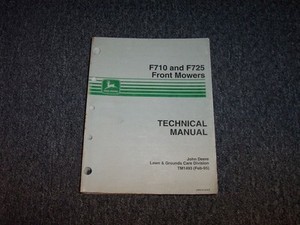 F710 and F725
Front Mowers
TECHNICAL
MANUAL
John Deere
Lawn & Grounds Care Division